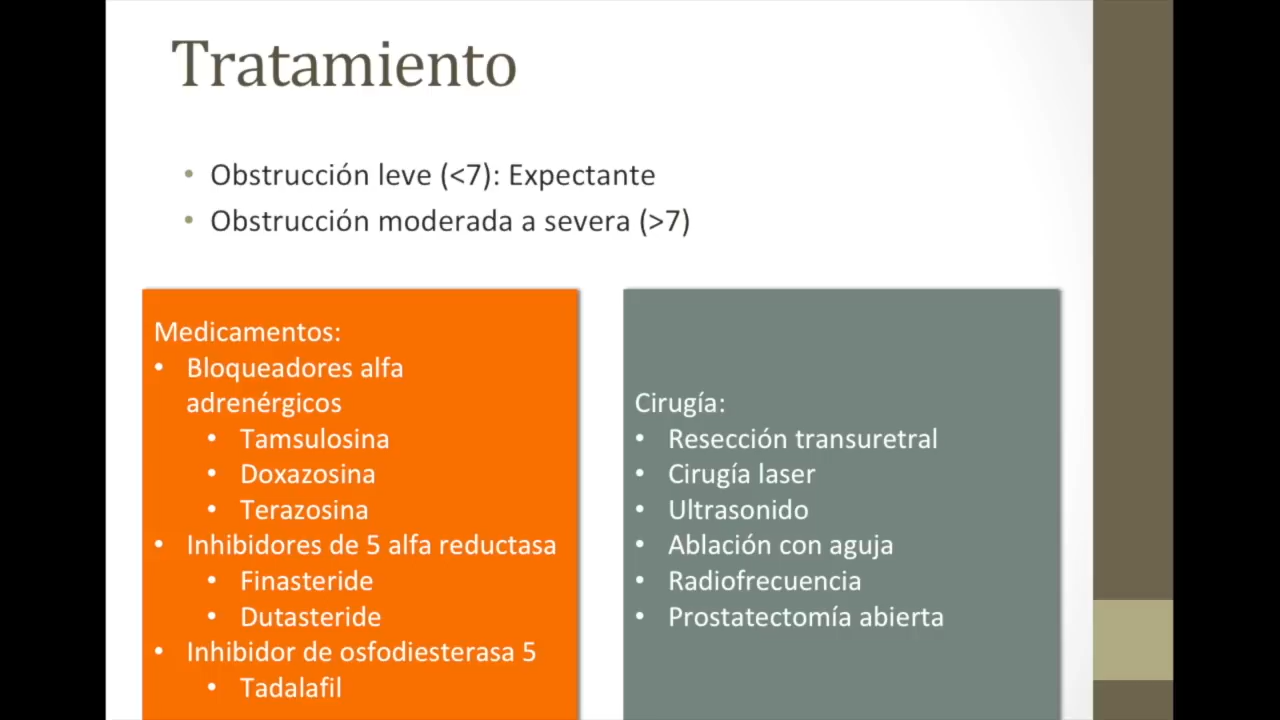 Tratamiento
• Obstrucción leve (<7): Expectante
• Obstrucción moderada a severa (>7)
Medicamentos:
• Bloqueadores alfa
adrenérgicos
• Tamsulosina
• Doxazosina
• Terazosina
• Inhibidores de 5 alfa reductasa
• Finasteride
• Dutasteride
• Inhibidor de osfodiesterasa 5
• Tadalafil
Cirugía:
• Resección transuretral
• Cirugía laser
• Ultrasonido
• Ablación con aguja
• Radiofrecuencia
• Prostatectomía abierta